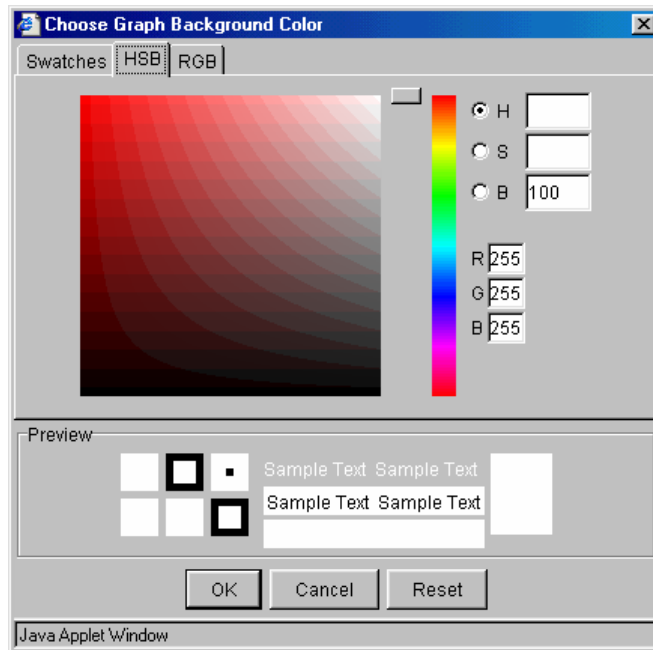 Choose Graph Background Color
Swatches HSB RGB
H
S
B 100
R 255
G 255
B 255
Preview
Sample Text Sample Text
Sample Text Sample Text
OK Cancel Reset
Java Applet Window